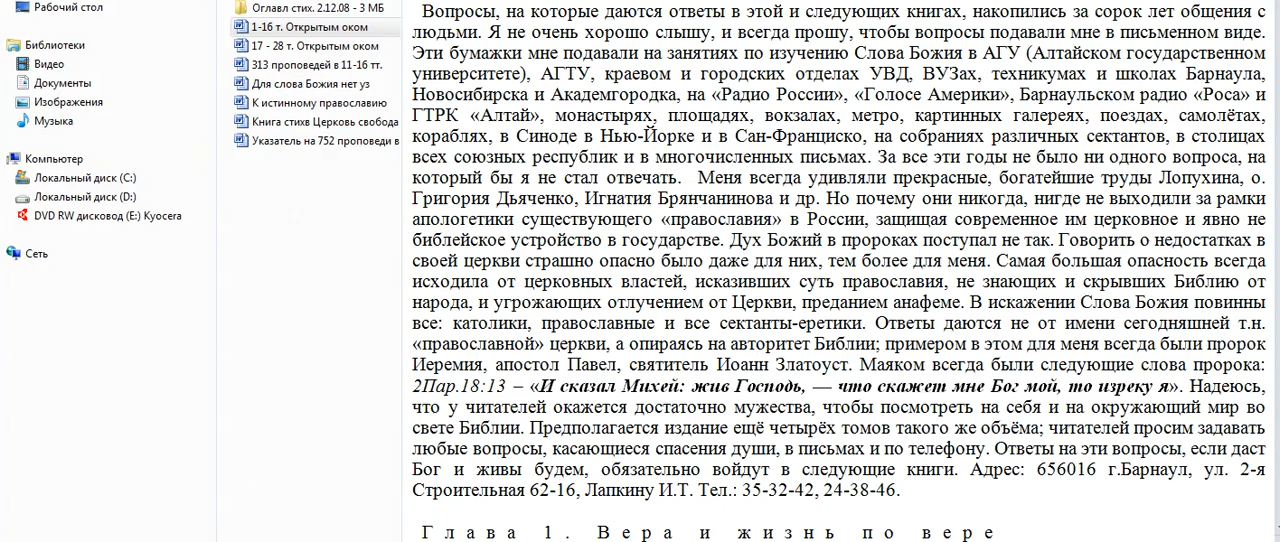 Рабочий стол
Библиотеки
Видео
Документы
Изображения
Музыка
Компьютер
Локальный диск (C:)
Локальный диск (D:)
DVD RW дисковод (E:) Kyocera
Сеть
Оглавл стих. 2.12.08 - 3 МБ
1-16 т. Открытым оком
17 - 28 т. Открытым оком
313 проповедей в 11-16 тт.
Для слова Божия нет уз
К истинному православию
Книга стихв Церковь свобода
Указатель на 752 проповеди в
Вопросы, на которые даются ответы в этой и следующих книгах, накопились за сорок лет общения с
людьми. Я не очень хорошо слышу, и всегда прошу, чтобы вопросы подавали мне в письменном виде.
Эти бумажки мне подавали на занятиях по изучению Слова Божия в АГУ (Алтайском государственном
университете), АГТУ, краевом и городских отделах УВД, ВУЗах, техникумах и школах Барнаула,
Новосибирска и Академгородка, на «Радио России», «Голосе Америки», Барнаульском радио «Роса» и
ГТРК «Алтай», монастырях, площадях, вокзалах, метро, картинных галереях, поездах, самолётах,
кораблях, в Синоде в Нью-Йорке и в Сан-Франциско, на собраниях различных сектантов, в столицах
всех союзных республик и в многочисленных письмах. За все эти годы не было ни одного вопроса, на
который бы я не стал отвечать. Меня всегда удивляли прекрасные, богатейшие труды Лопухина, о.
Григория Дьяченко, Игнатия Брянчанинова и др. Но почему они никогда, нигде не выходили за рамки
апологетики существующего «православия» в России, защищая современное им церковное и явно не
библейское устройство в государстве. Дух Божий в пророках поступал не так. Говорить о недостатках в
своей церкви страшно опасно было даже для них, тем более для меня. Самая большая опасность всегда
исходила от церковных властей, исказивших суть православия, не знающих и скрывших Библию от
народа, и угрожающих отлучением от Церкви, преданием анафеме. В искажении Слова Божия повинны
все: католики, православные и все сектанты-еретики. Ответы даются не от имени сегодняшней т.н.
«православной» церкви, а опираясь на авторитет Библии; примером в этом для меня всегда были пророк
Иеремия, апостол Павел, святитель Иоанн Златоуст. Маяком всегда были следующие слова пророка:
2Пар.18:13 – «И сказал Михей: жив Господь, — что скажет мне Бог мой, то изреку я». Надеюсь,
что у читателей окажется достаточно мужества, чтобы посмотреть на себя и на окружающий мир во
свете Библии. Предполагается издание ещё четырёх томов такого же объёма; читателей просим задавать
любые вопросы, касающиеся спасения души, в письмах и по телефону. Ответы на эти вопросы, если даст
Бог и живы будем, обязательно войдут в следующие книги. Адрес: 656016 г.Барнаул, ул. 2-я
Строительная 62-16, Лапкину И.Т. Тел.: 35-32-42, 24-38-46.
Глава 1. Вера и жизнь по вере